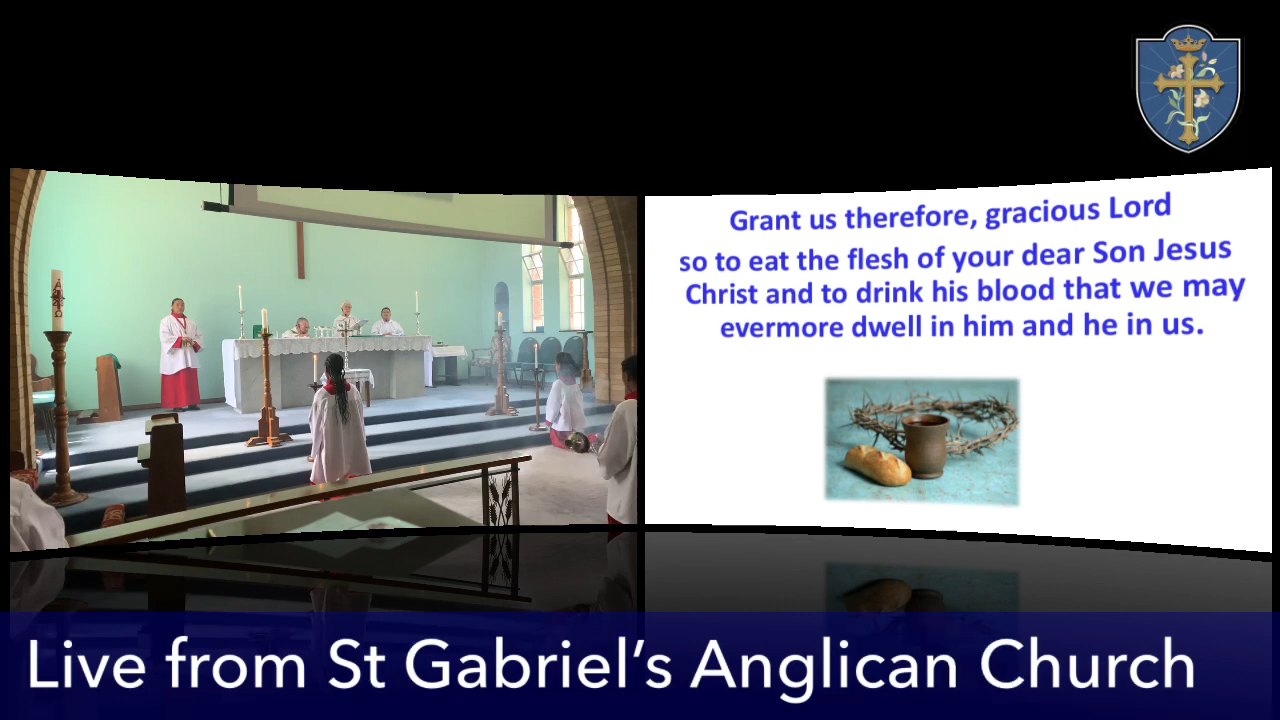 Grant us therefore, gracious Lord
so to eat the flesh of your dear Son Jesus
Christ and to drink his blood that we may
evermore dwell in him and he in us.
Live from St Gabriel’s Anglican Church